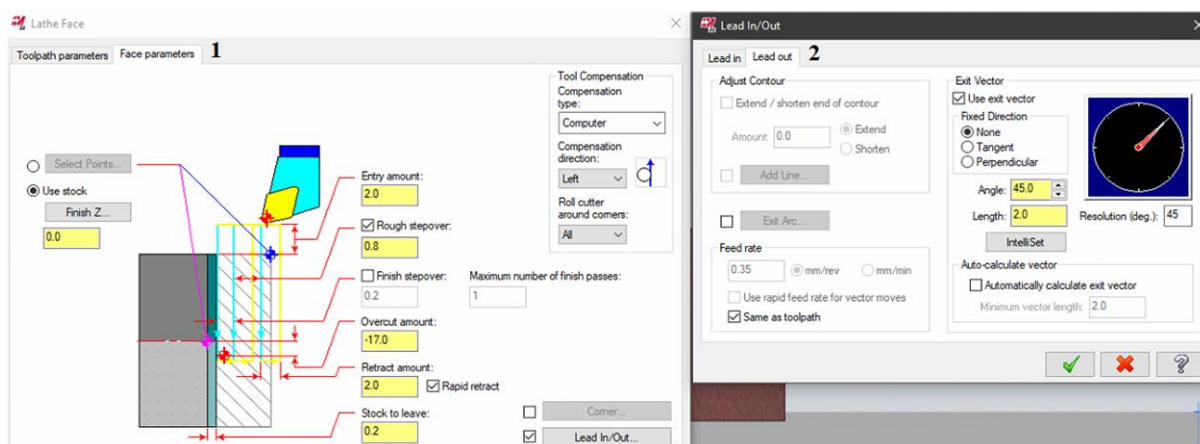 Lathe Face
Toolpath parameters
Face parameters
1
Select Points...
Use stock
Finish Z...
0.0
Entry amount:
2.0
Rough stepover:
0.8
Finish stepover:
0.2
Maximum number of finish passes:
1
Overcut amount:
-17.0
Retract amount:
2.0
Rapid retract
Stock to leave:
0.2
Tool Compensation
Compensation
type:
Computer
Compensation
direction:
Left
Roll cutter
around corners:
All
Corner...
Lead In/Out...
Lead In/Out
Lead in
Lead out
2
Adjust Contour
Extend / shorten end of contour
Amount:
0.0
Extend
Shorten
Add Line...
Exit Arc...
Feed rate
0.35
mm/rev
mm/min
Use rapid feed rate for vector moves
Same as toolpath
Exit Vector
Use exit vector
Fixed Direction
None
Tangent
Perpendicular
Angle:
45.0
Length:
2.0
Resolution (deg.):
45
IntelliSet
Auto-calculate vector
Automatically calculate exit vector
Minimum vector length:
2.0
?